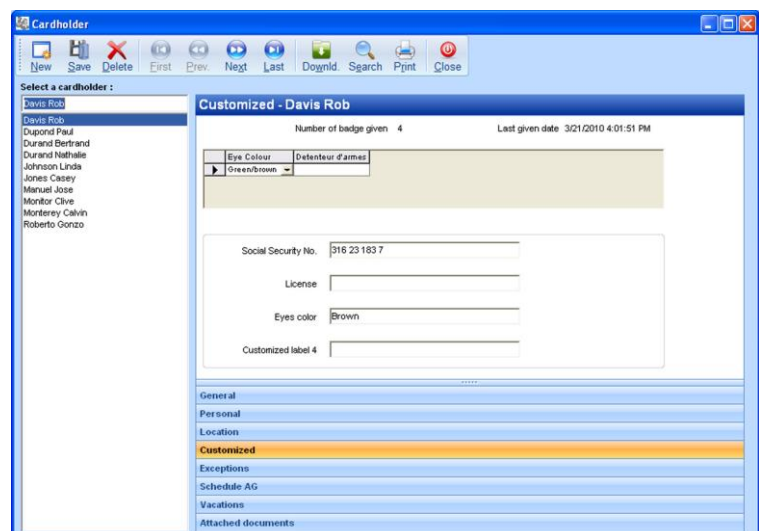 Cardholder
New Save Delete First Prev. Next Last Downld. Search Print Close
Select a cardholder :
Davis Rob
Davis Rob
Dupond Paul
Durand Bertrand
Durand Nathalie
Johnson Linda
Jones Casey
Manuel Jose
Monitor Clive
Monterey Calvin
Roberto Gonzo
Customized - Davis Rob
Number of badge given 4 Last given date 3/21/2010 4:01:51 PM
Eye Colour Detenteur d'armes
Green/brown
Social Security No. 316 23 183 7
License
Eyes color Brown
Customized label 4
General
Personal
Location
Customized
Exceptions
Schedule AG
Vacations
Attached documents